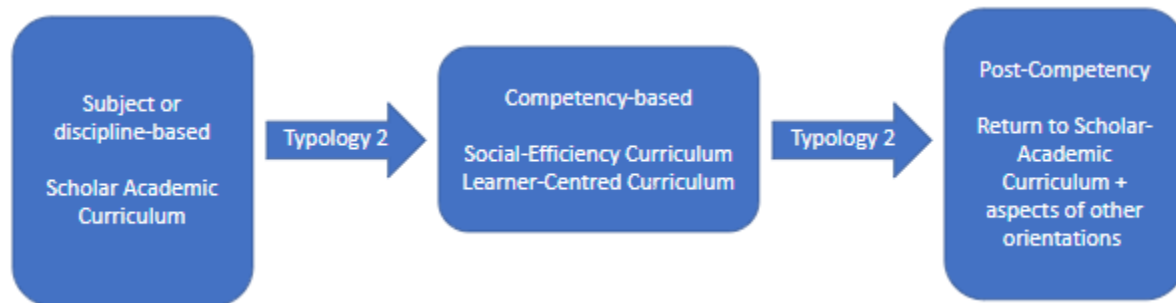 Subject or
discipline-based
Scholar Academic
Curriculum
Typology 2
Competency-based
Social-Efficiency Curriculum
Learner-Centred Curriculum
Typology 2
Post-Competency
Return to Scholar-
Academic
Curriculum +
aspects of other
orientations